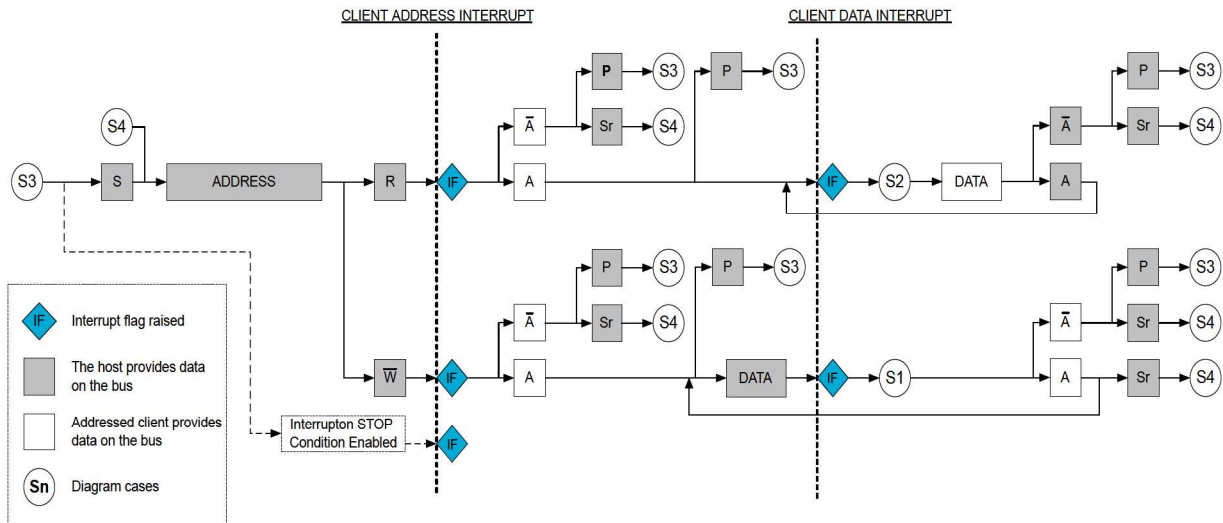 CLIENT ADDRESS INTERRUPT
CLIENT DATA INTERRUPT
P S3 P S3 P S3
S4 A̅ Sr S4 A̅ Sr S4
S3 S ADDRESS R IF A IF S2 DATA A
P S3 P S3 P S3
A̅ Sr S4 A̅ Sr S4
W̅ IF A DATA IF S1 A Sr S4
Interrupton STOP
Condition Enabled
IF
IF Interrupt flag raised
The host provides data
on the bus
Addressed client provides
data on the bus
Sn Diagram cases